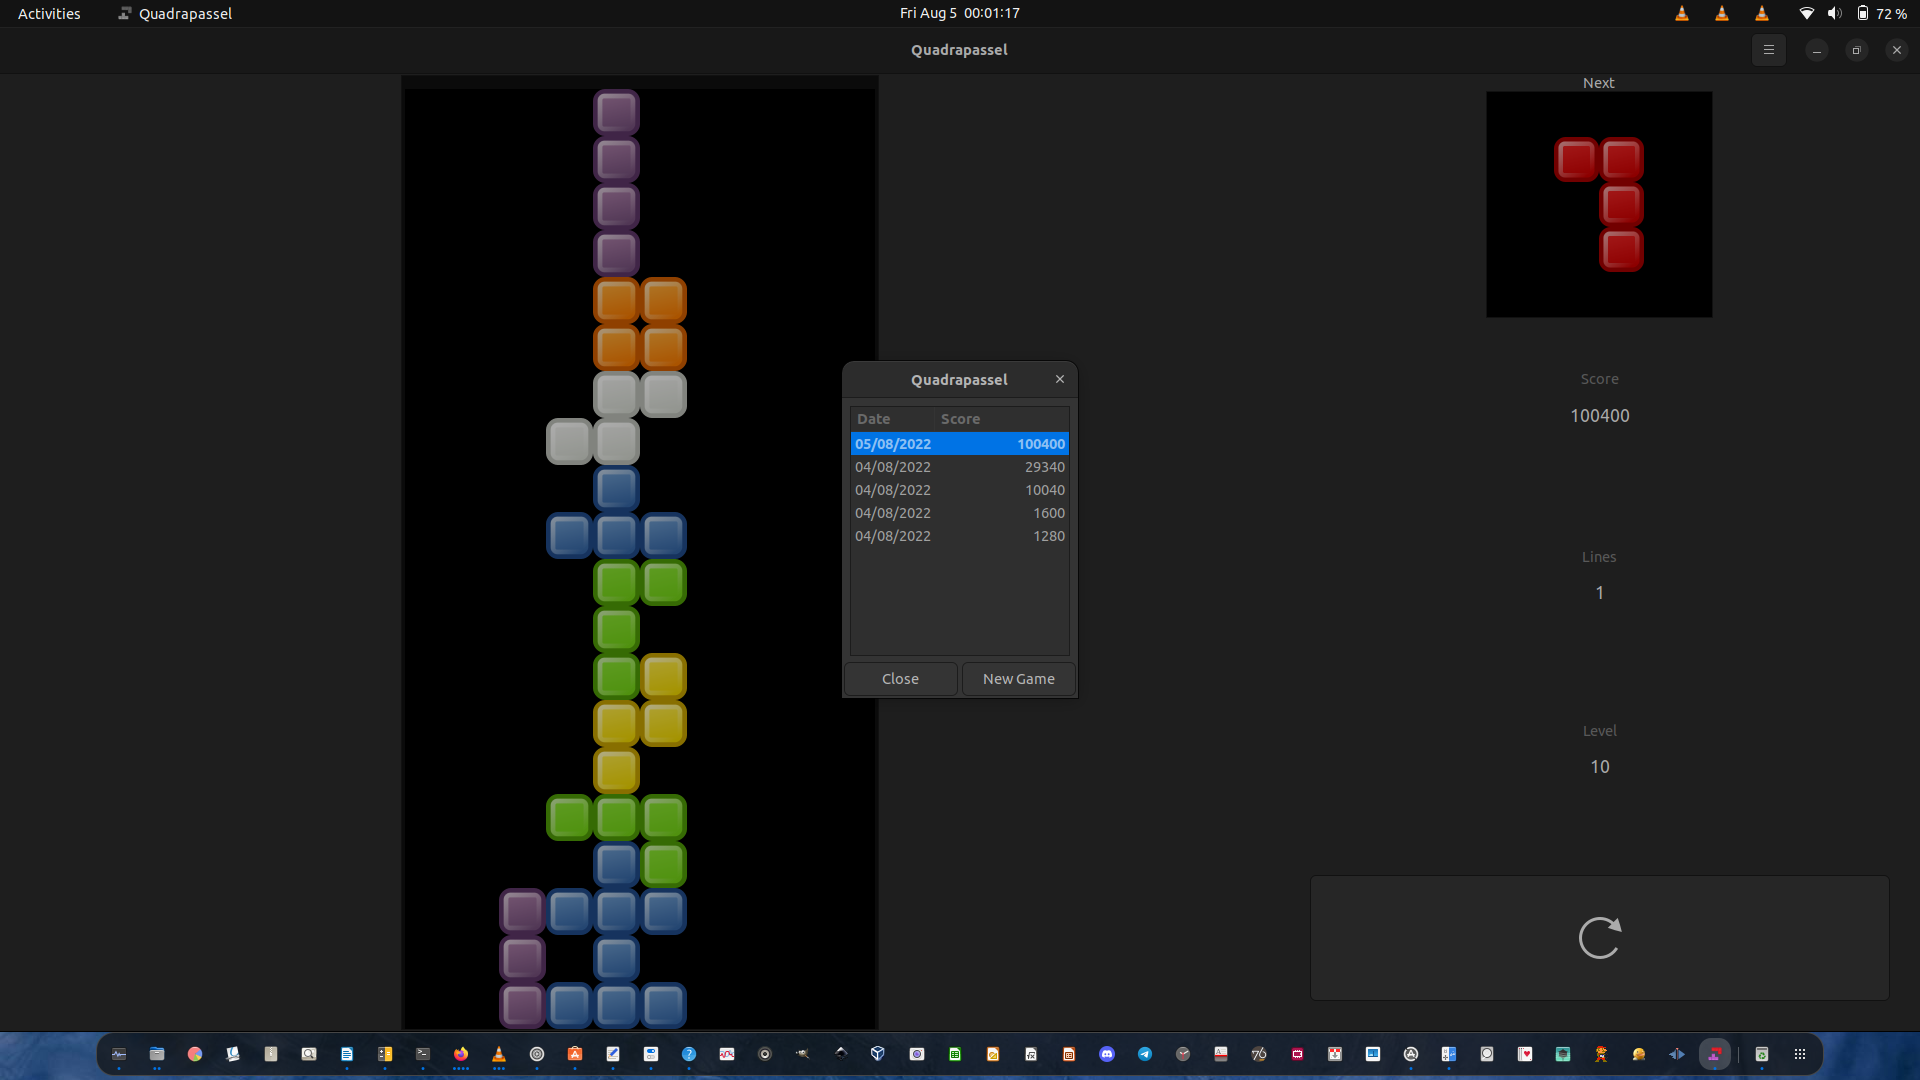 Activities
Quadrapassel
Fri Aug 5 00:01:17
72 %
Quadrapassel
Next
Score
100400
Lines
1
Level
10
Quadrapassel
Date Score
05/08/2022 100400
04/08/2022 29340
04/08/2022 10040
04/08/2022 1600
04/08/2022 1280
Close
New Game